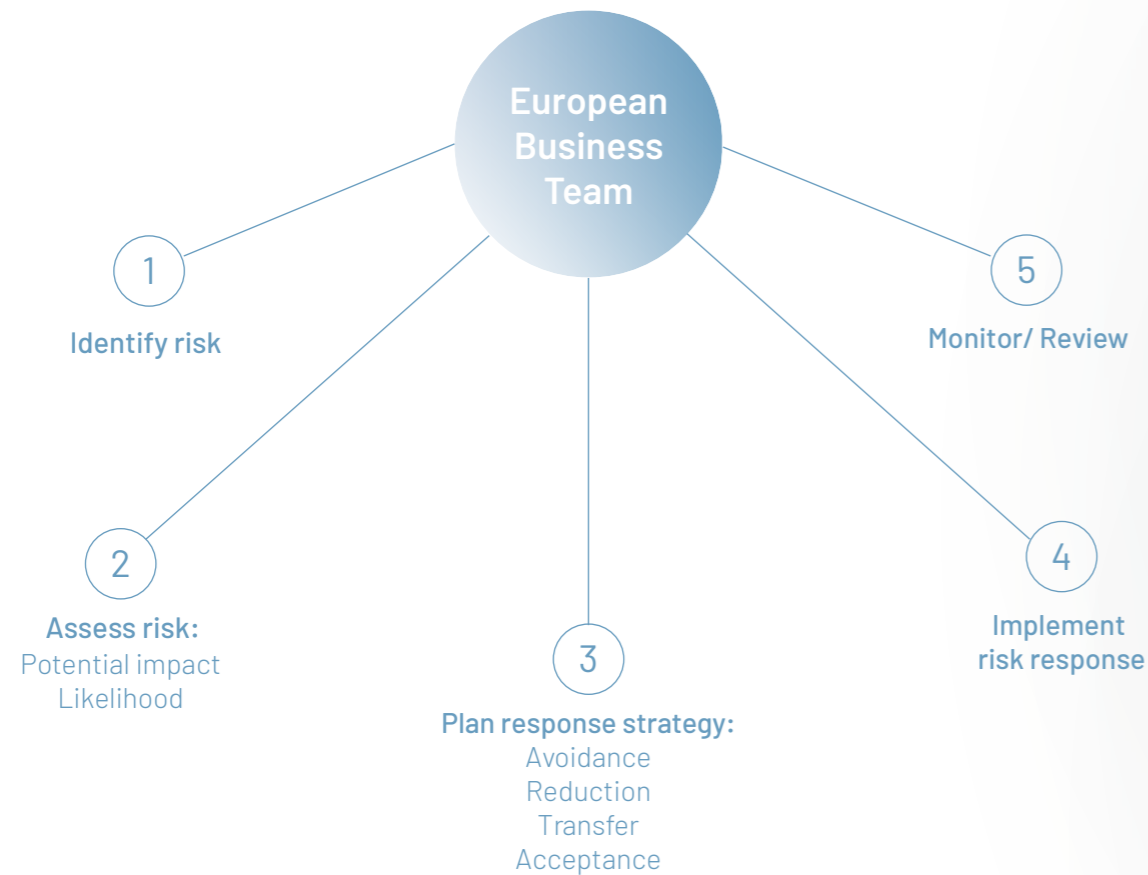 European
Business
Team
1
Identify risk
2
Assess risk:
Potential impact
Likelihood
3
Plan response strategy:
Avoidance
Reduction
Transfer
Acceptance
4
Implement
risk response
5
Monitor/ Review